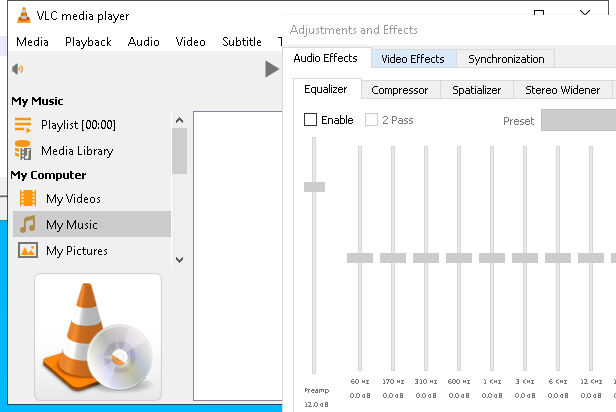 VLC media player
Media Playback Audio Video Subtitle
My Music
Playlist [00:00]
Media Library
My Computer
My Videos
My Music
My Pictures
Adjustments and Effects
Audio Effects Video Effects Synchronization
Equalizer Compressor Spatializer Stereo Widener
Enable 2 Pass Preset
60 Hz 170 Hz 310 Hz 600 Hz 1 KHz 3 KHz 6 KHz 12 KHz
Preamp 0.0 dB 0.0 dB 0.0 dB 0.0 dB 0.0 dB 0.0 dB 0.0 dB 0.0 dB
12.0 dB